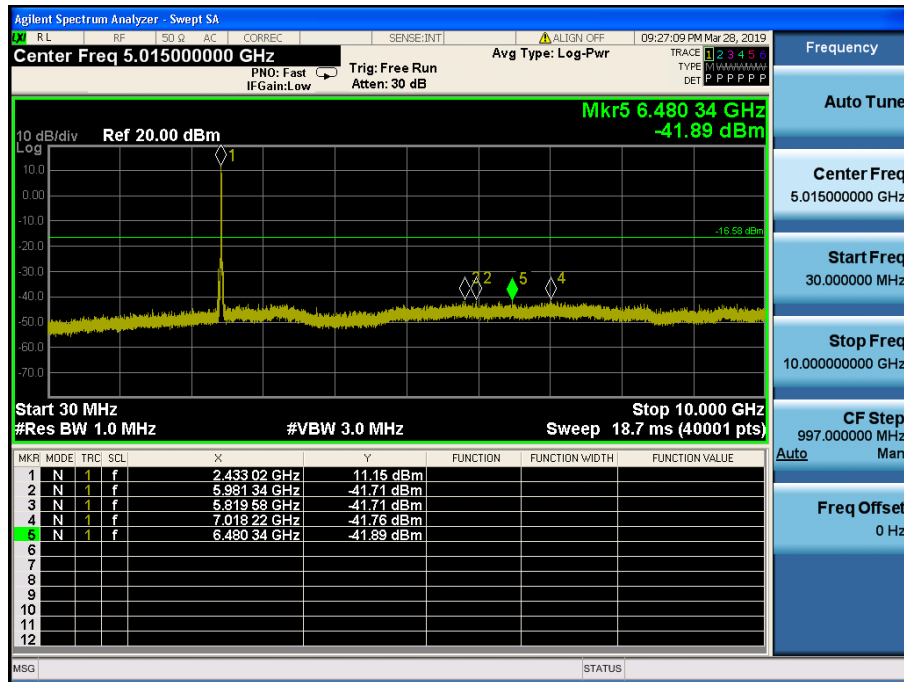 Agilent Spectrum Analyzer - Swept SA
LXI RL RF 50 Ω AC CORREC SENSE:INT ALIGN OFF 09:27:09 PM Mar 28, 2019
Center Freq 5.015000000 GHz
PNO: Fast
IFGain:Low
Trig: Free Run
Atten: 30 dB
Avg Type: Log-Pwr
TRACE 1 2 3 4 5 6
TYPE MWWWWW
DET P P P P P P
Mkr5 6.480 34 GHz
-41.89 dBm
10 dB/div Ref 20.00 dBm
Log
10.0
0.00
-10.0
-20.0
-30.0
-40.0
-50.0
-60.0
-70.0
1
2
5
4
-16.58 dBm
Start 30 MHz Stop 10.000 GHz
#Res BW 1.0 MHz #VBW 3.0 MHz Sweep 18.7 ms (40001 pts)
MKR MODE TRC SCL X Y FUNCTION FUNCTION WIDTH FUNCTION VALUE
1 N 1 f 2.433 02 GHz 11.15 dBm
2 N 1 f 5.981 34 GHz -41.71 dBm
3 N 1 f 5.819 58 GHz -41.71 dBm
4 N 1 f 7.018 22 GHz -41.76 dBm
5 N 1 f 6.480 34 GHz -41.89 dBm
6
7
8
9
10
11
12
MSG STATUS
Frequency
Auto Tune
Center Freq
5.015000000 GHz
Start Freq
30.000000 MHz
Stop Freq
10.000000000 GHz
CF Step
997.000000 MHz
Auto Man
Freq Offset
0 Hz